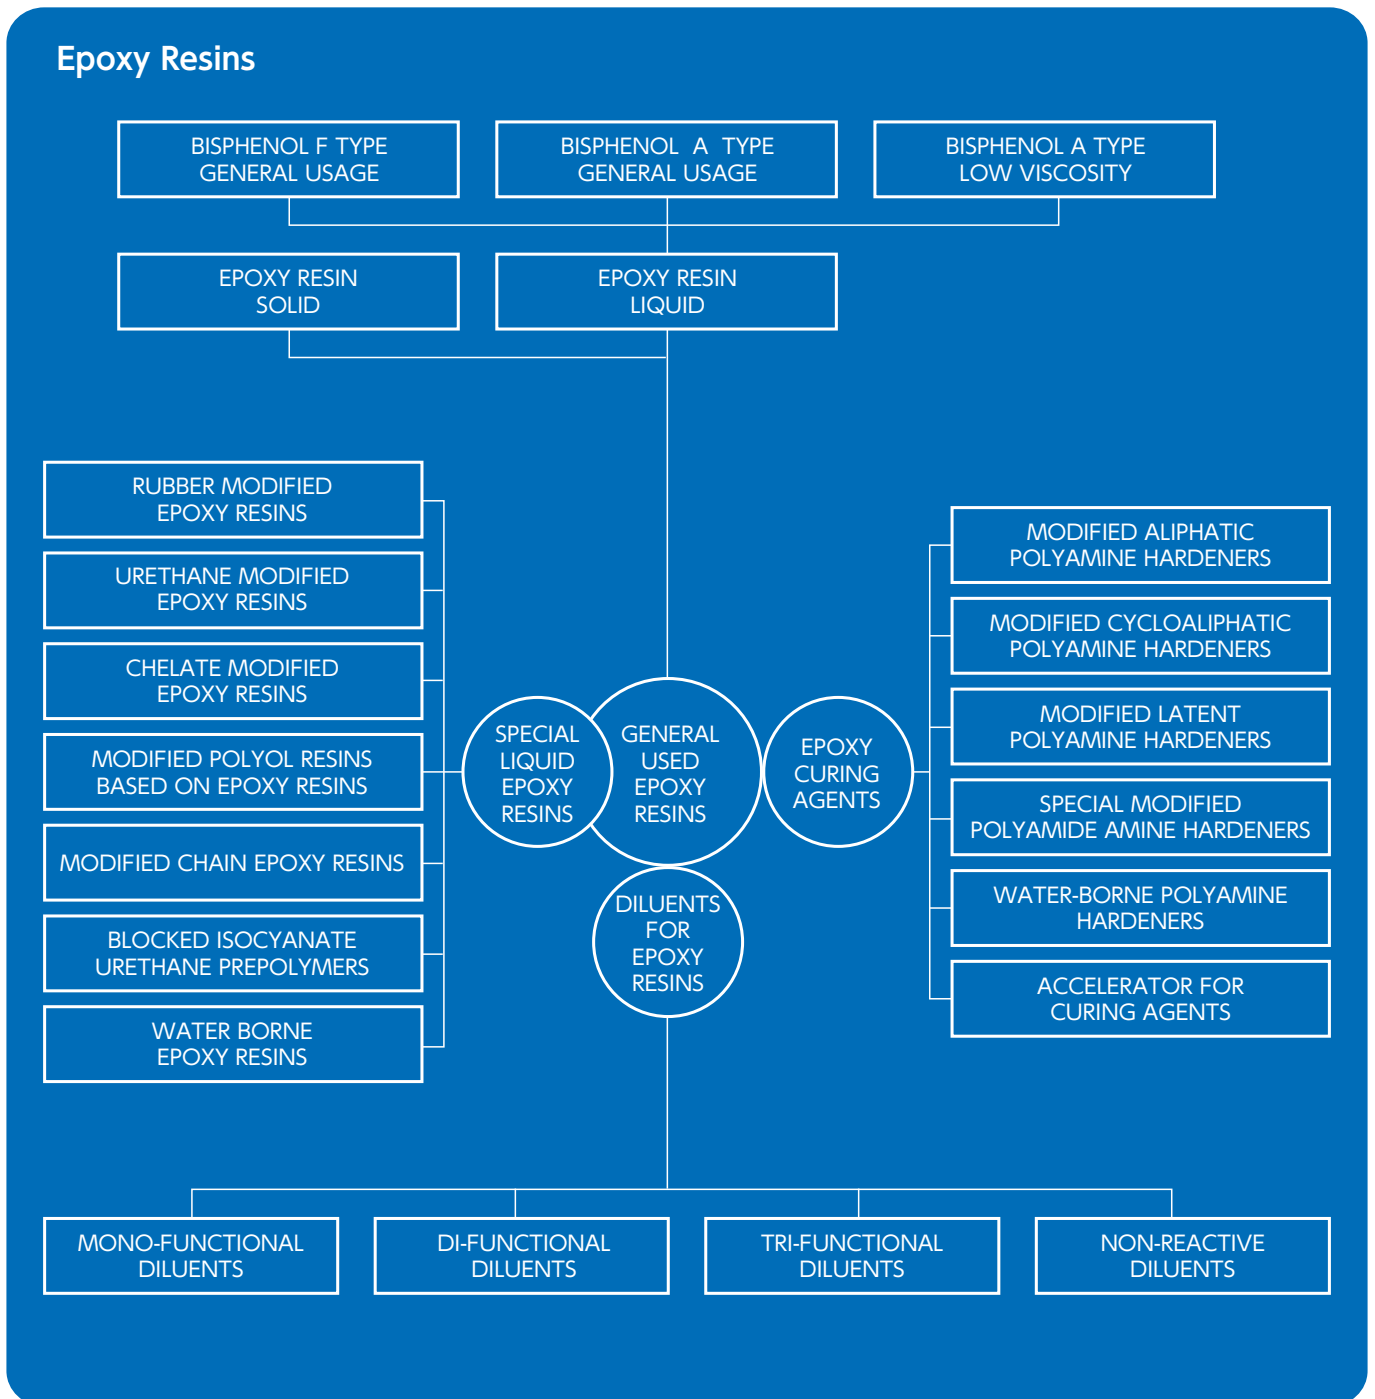 Epoxy Resins
BISPHENOL F TYPE
GENERAL USAGE
BISPHENOL A TYPE
GENERAL USAGE
BISPHENOL A TYPE
LOW VISCOSITY
EPOXY RESIN
SOLID
EPOXY RESIN
LIQUID
RUBBER MODIFIED
EPOXY RESINS
URETHANE MODIFIED
EPOXY RESINS
CHELATE MODIFIED
EPOXY RESINS
MODIFIED POLYOL RESINS
BASED ON EPOXY RESINS
MODIFIED CHAIN EPOXY RESINS
BLOCKED ISOCYANATE
URETHANE PREPOLYMERS
WATER BORNE
EPOXY RESINS
SPECIAL
LIQUID
EPOXY
RESINS
GENERAL
USED
EPOXY
RESINS
EPOXY
CURING
AGENTS
DILUENTS
FOR
EPOXY
RESINS
MODIFIED ALIPHATIC
POLYAMINE HARDENERS
MODIFIED CYCLOALIPHATIC
POLYAMINE HARDENERS
MODIFIED LATENT
POLYAMINE HARDENERS
SPECIAL MODIFIED
POLYAMIDE AMINE HARDENERS
WATER-BORNE POLYAMINE
HARDENERS
ACCELERATOR FOR
CURING AGENTS
MONO-FUNCTIONAL
DILUENTS
DI-FUNCTIONAL
DILUENTS
TRI-FUNCTIONAL
DILUENTS
NON-REACTIVE
DILUENTS